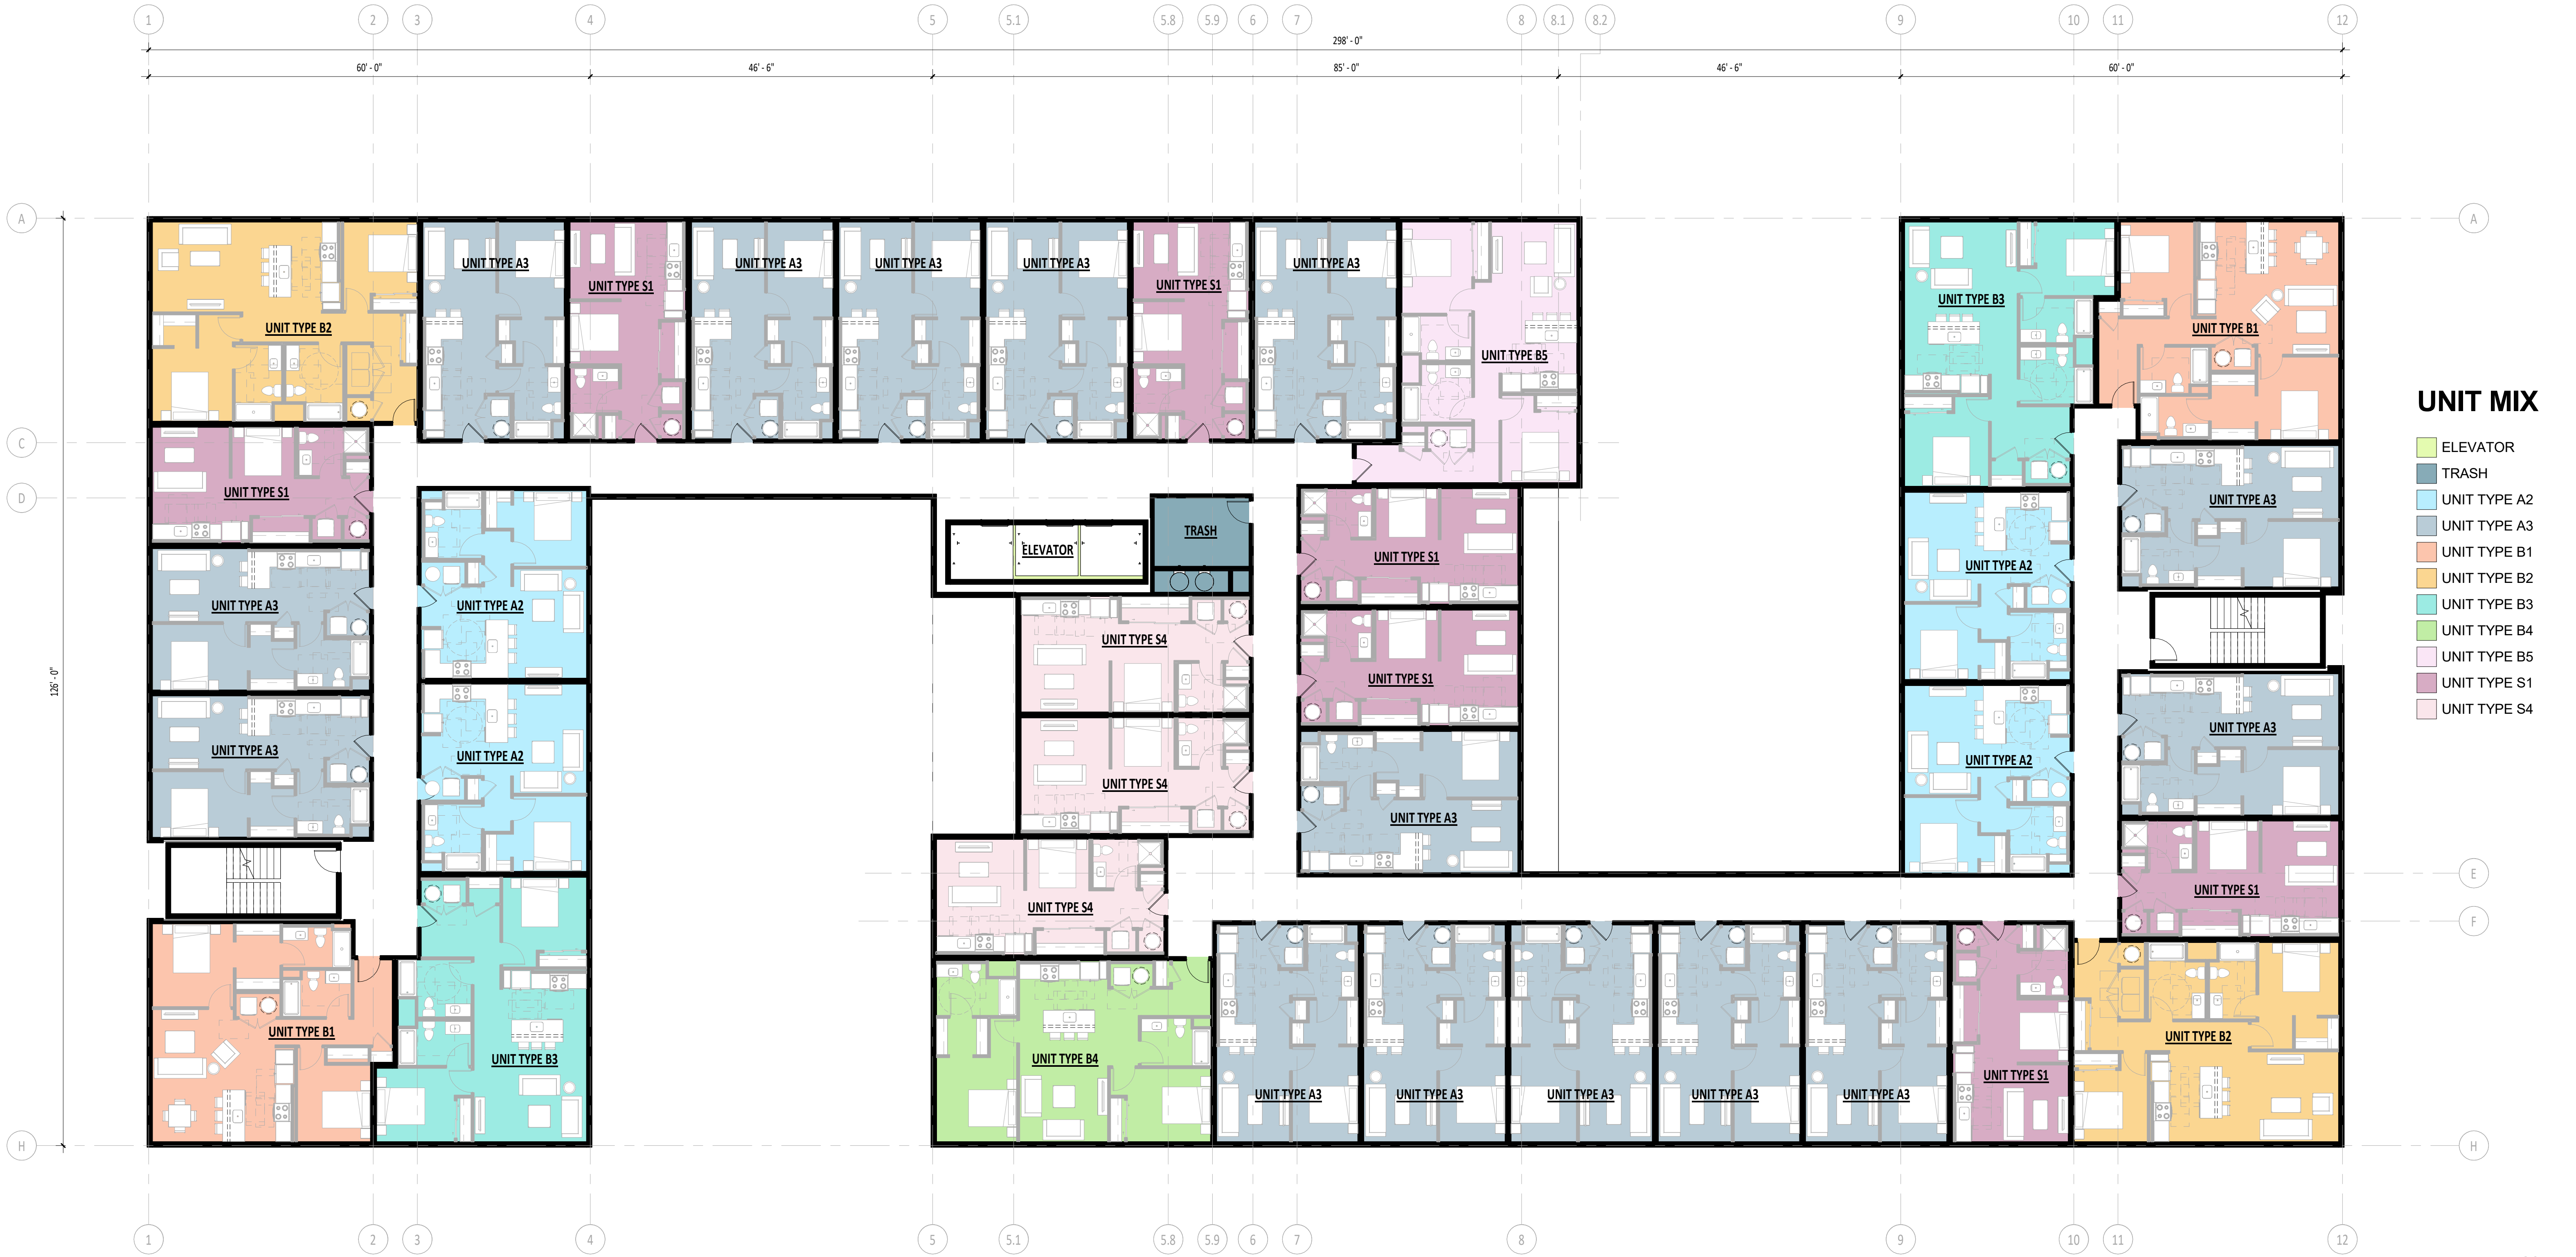 1 2 3 4 5 5.1 5.8 5.9 6 7 8 8.1 8.2 9 10 11 12
298' - 0"
60' - 0" 46' - 6" 85' - 0" 46' - 6" 60' - 0"
A A
UNIT TYPE A3 UNIT TYPE S1 UNIT TYPE A3 UNIT TYPE A3 UNIT TYPE A3 UNIT TYPE S1 UNIT TYPE A3
UNIT TYPE B2 UNIT TYPE B5 UNIT TYPE B3 UNIT TYPE B1
C
D
UNIT TYPE S1 UNIT TYPE A3
TRASH
ELEVATOR UNIT TYPE S1 UNIT TYPE A2
UNIT TYPE A3 UNIT TYPE A2
UNIT TYPE S4
UNIT TYPE S1
126' - 0"
UNIT TYPE A3 UNIT TYPE A2 UNIT TYPE A2 UNIT TYPE A3
UNIT TYPE S4
UNIT TYPE A3
E
UNIT TYPE S4 UNIT TYPE S1
F
UNIT TYPE B1 UNIT TYPE B2
UNIT TYPE B3 UNIT TYPE B4
UNIT TYPE S1
UNIT TYPE A3 UNIT TYPE A3 UNIT TYPE A3 UNIT TYPE A3 UNIT TYPE A3
H H
1 2 3 4 5 5.1 5.8 5.9 6 7 8 9 10 11 12
UNIT MIX
ELEVATOR
TRASH
UNIT TYPE A2
UNIT TYPE A3
UNIT TYPE B1
UNIT TYPE B2
UNIT TYPE B3
UNIT TYPE B4
UNIT TYPE B5
UNIT TYPE S1
UNIT TYPE S4